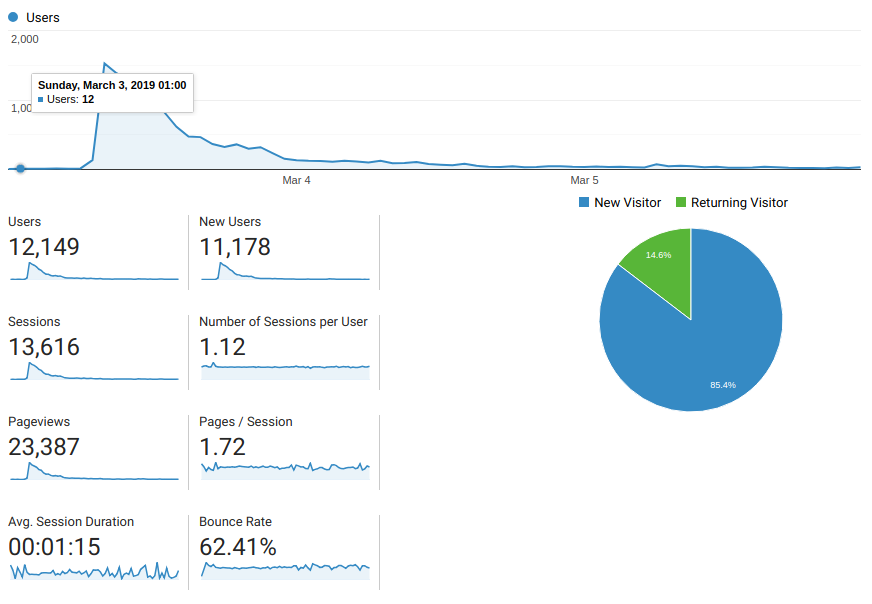 Users
2,000
Sunday, March 3, 2019 01:00
Users: 12
1,00
Mar 4
Mar 5
New Visitor
Returning Visitor
Users
12,149
New Users
11,178
14.6%
Sessions
13,616
Number of Sessions per User
1.12
85.4%
Pageviews
23,387
Pages / Session
1.72
Avg. Session Duration
00:01:15
Bounce Rate
62.41%